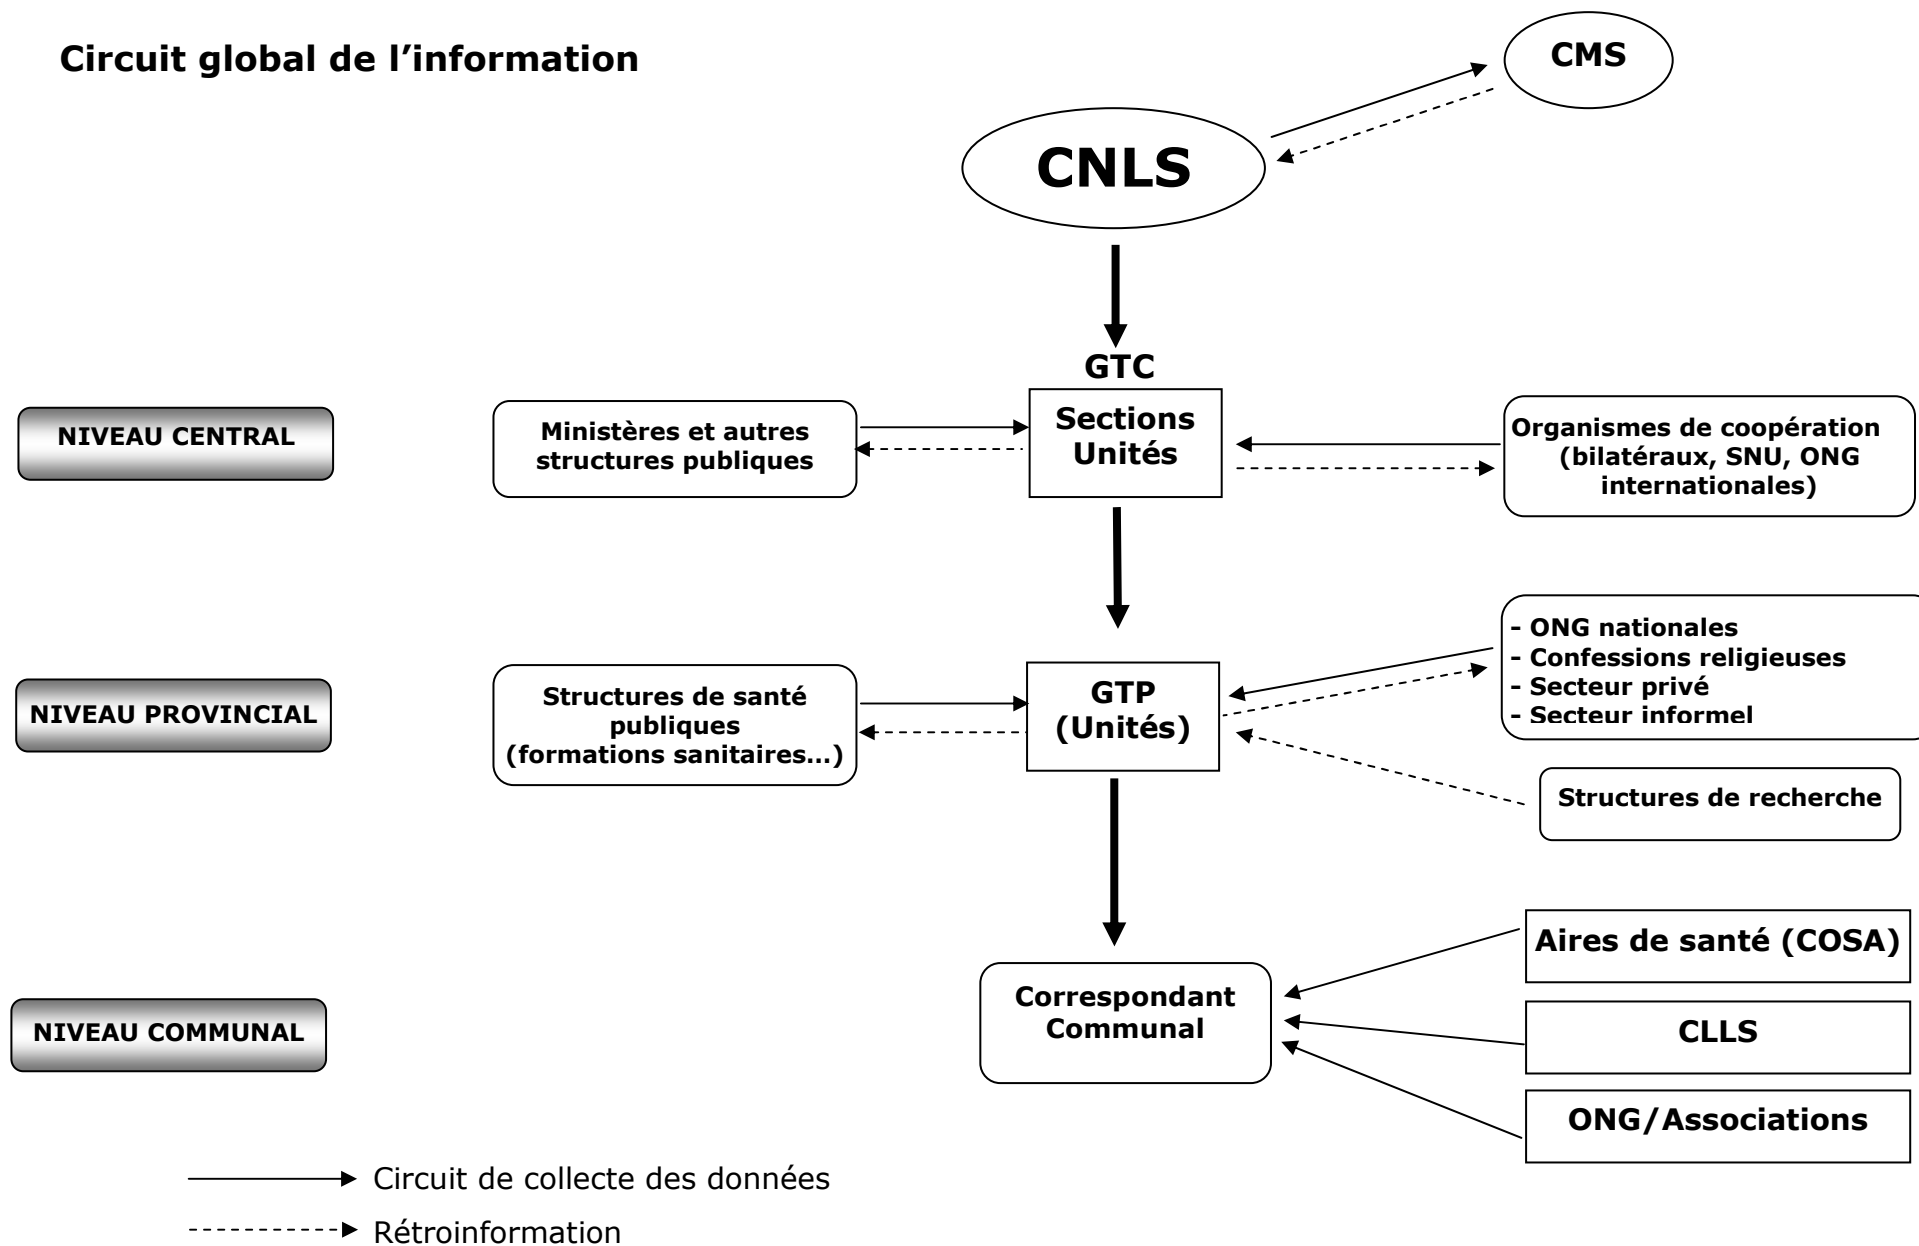 Circuit global de l’information
CMS
CNLS
GTC
Sections
Unités
NIVEAU CENTRAL
Ministères et autres
structures publiques
Organismes de coopération
(bilatéraux, SNU, ONG
internationales)
NIVEAU PROVINCIAL
Structures de santé
publiques
(formations sanitaires…)
GTP
(Unités)
- ONG nationales
- Confessions religieuses
- Secteur privé
- Secteur informel
Structures de recherche
NIVEAU COMMUNAL
Correspondant
Communal
Aires de santé (COSA)
CLLS
ONG/Associations
Circuit de collecte des données
Rétroinformation